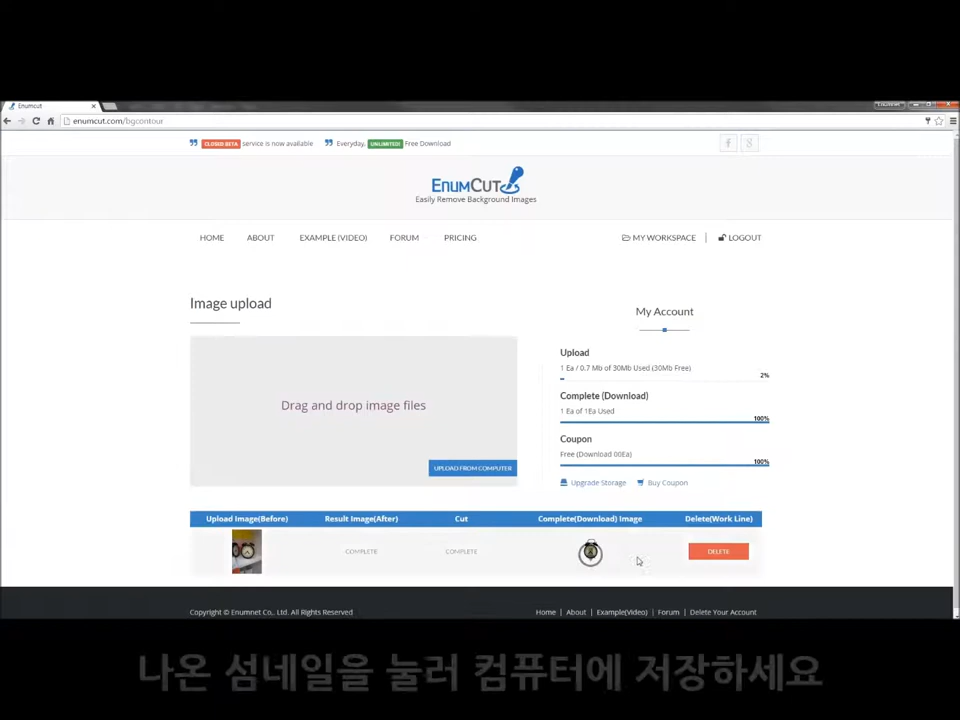 Enumcut
Enumnet
enumcut.com/bgcontour
CLOSED BETA service is now available
Everyday, UNLIMITED! Free Download
f
g
ENUMCUT
Easily Remove Background Images
HOME
ABOUT
EXAMPLE (VIDEO)
FORUM
PRICING
MY WORKSPACE
LOGOUT
Image upload
My Account
Drag and drop image files
UPLOAD FROM COMPUTER
Upload
1 Ea / 0.7 Mb of 30Mb Used (30Mb Free)
2%
Complete (Download)
1 Ea of 1Ea Used
100%
Coupon
Free (Download 00Ea)
100%
Upgrade Storage
Buy Coupon
Upload Image(Before) Result Image(After) Cut Complete(Download) Image Delete(Work Line)
COMPLETE COMPLETE DELETE
Copyright © Enumnet Co,. Ltd. All Rights Reserved
Home | About | Example(Video) | Forum | Delete Your Account
나온 섬네일을 눌러 컴퓨터에 저장하세요